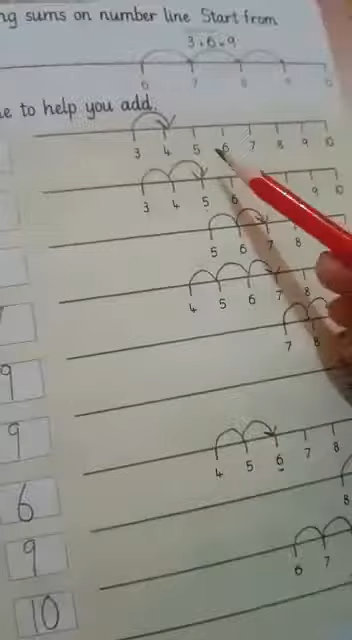 ng sums on number line Start from
3.6.9
6 7 8 9 10
e to help you add.
3 4 5 6 7 8 9 10
3 4 5 6 9 10
5 6 7 8
4 5 6 7 8
7 8
9
9
4 5 6 7 8
6
8
9
6 7
10